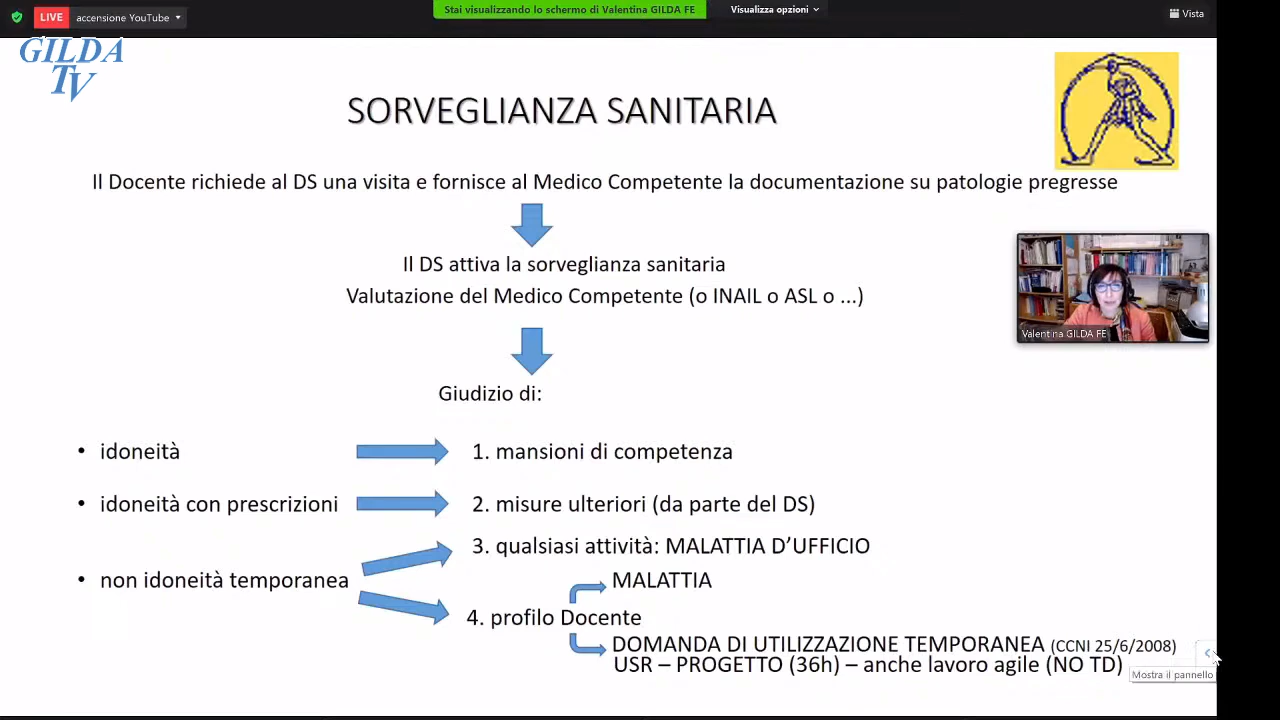 LIVE
accensione YouTube
Stai visualizzando lo schermo di Valentina GILDA FE
Visualizza opzioni
Vista
GILDA
TV
SORVEGLIANZA SANITARIA
Il Docente richiede al DS una visita e fornisce al Medico Competente la documentazione su patologie pregresse
Il DS attiva la sorveglianza sanitaria
Valutazione del Medico Competente (o INAIL o ASL o ...)
Valentina GILDA FE
Giudizio di:
• idoneità
1. mansioni di competenza
• idoneità con prescrizioni
2. misure ulteriori (da parte del DS)
3. qualsiasi attività: MALATTIA D’UFFICIO
• non idoneità temporanea
MALATTIA
4. profilo Docente
DOMANDA DI UTILIZZAZIONE TEMPORANEA (CCNI 25/6/2008)
USR – PROGETTO (36h) – anche lavoro agile (NO TD)
Mostra il pannello